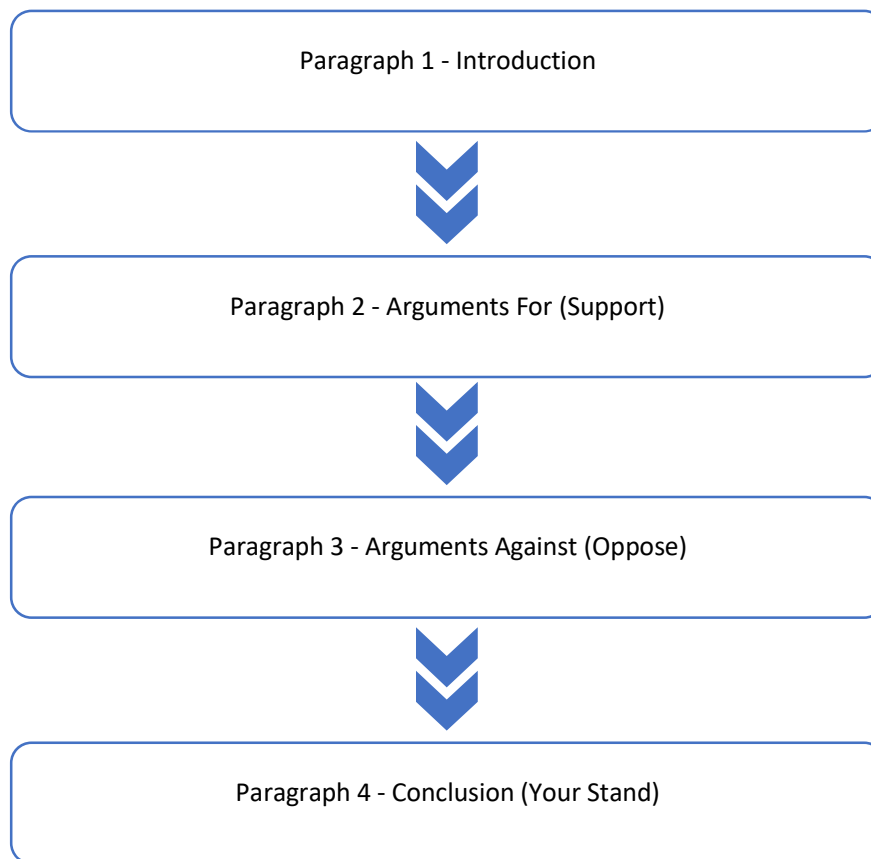 Paragraph 1 - Introduction
Paragraph 2 - Arguments For (Support)
Paragraph 3 - Arguments Against (Oppose)
Paragraph 4 - Conclusion (Your Stand)